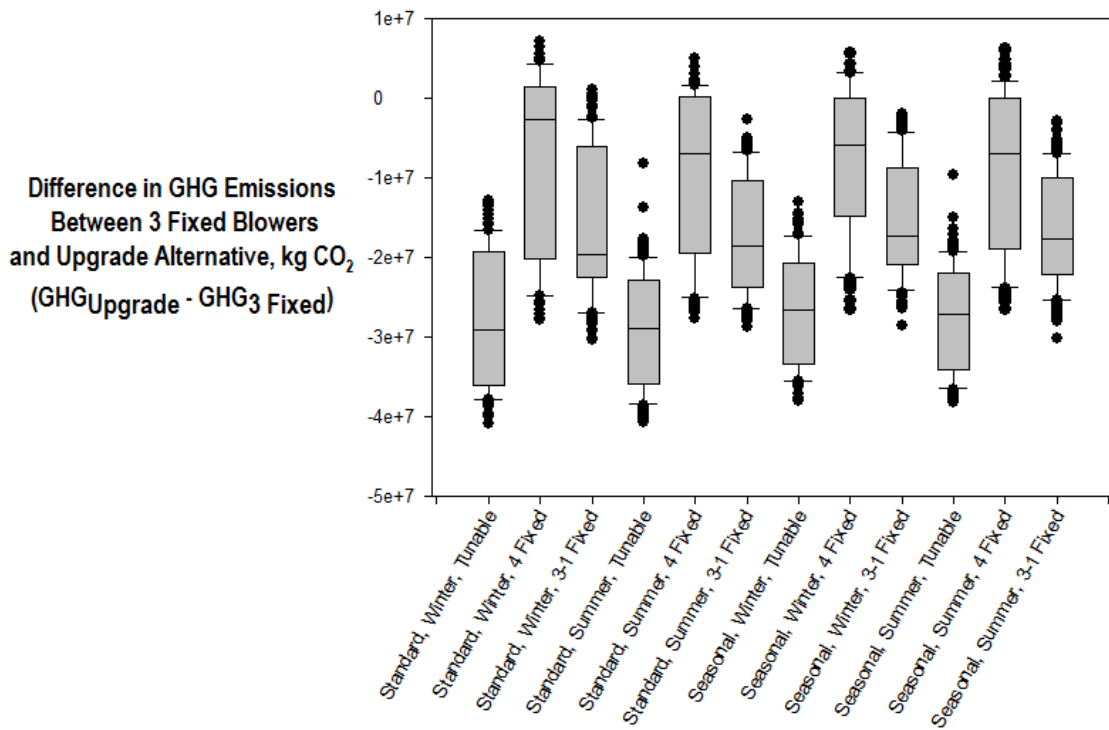 Difference in GHG Emissions
Between 3 Fixed Blowers
and Upgrade Alternative, kg CO2
(GHGUpgrade - GHG3 Fixed)
1e+7
0
-1e+7
-2e+7
-3e+7
-4e+7
-5e+7
Standard, Winter, Tunable
Standard, Winter, 4 Fixed
Standard, Winter, 3-1 Fixed
Standard, Summer, Tunable
Standard, Summer, 4 Fixed
Standard, Summer, 3-1 Fixed
Seasonal, Winter, Tunable
Seasonal, Winter, 4 Fixed
Seasonal, Winter, 3-1 Fixed
Seasonal, Summer, Tunable
Seasonal, Summer, 4 Fixed
Seasonal, Summer, 3-1 Fixed